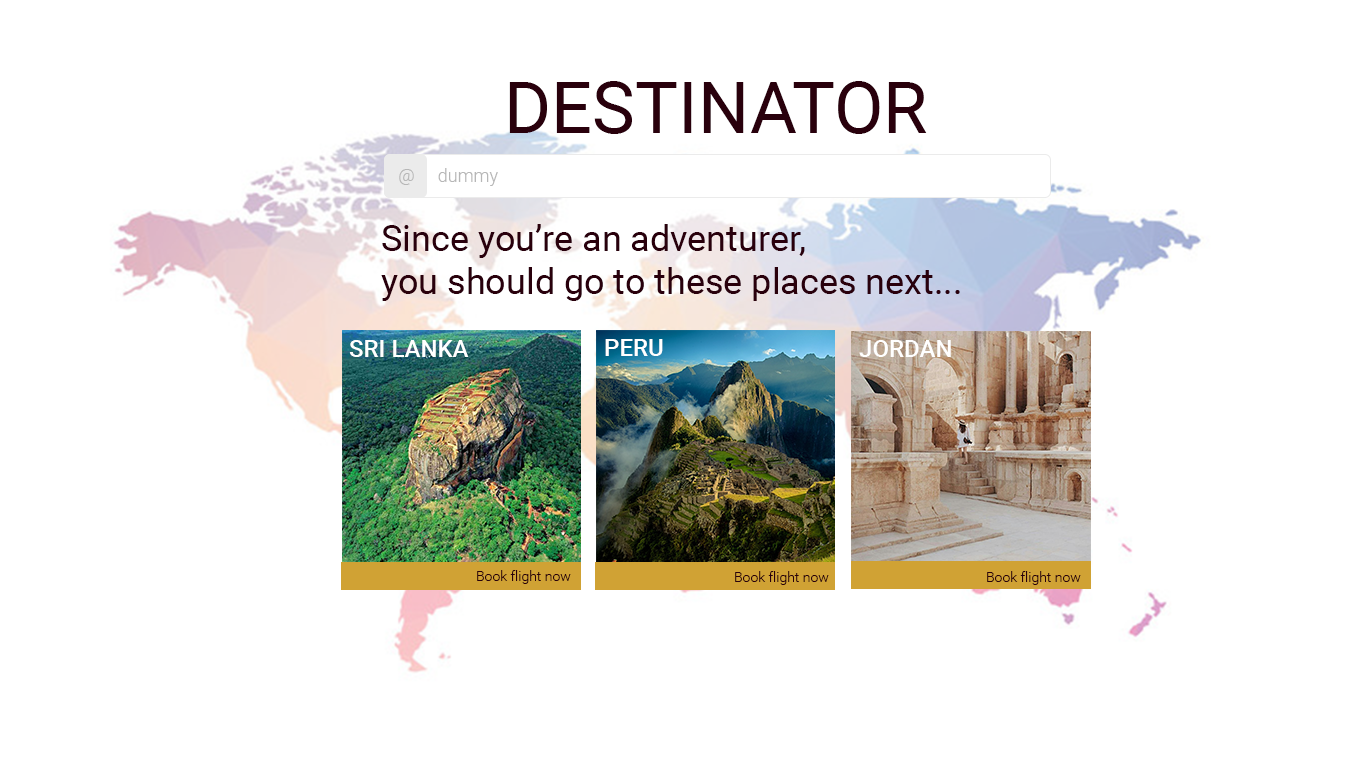 DESTINATOR
@ dummy
Since you’re an adventurer,
you should go to these places next...
SRI LANKA
PERU
JORDAN
Book flight now
Book flight now
Book flight now